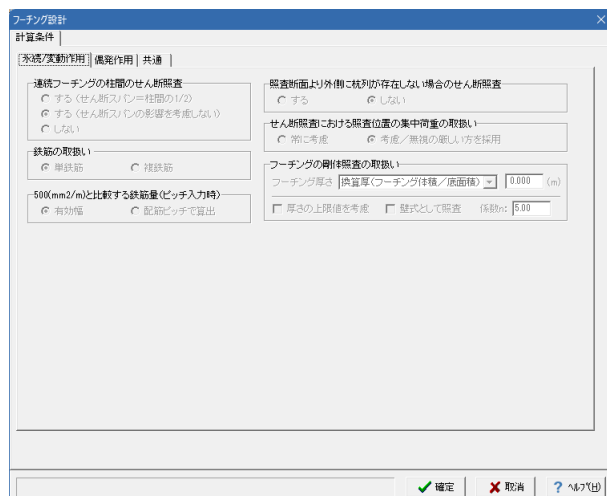 フーチング設計
計算条件
永続/変動作用 偶発作用 共通
連続フーチングの柱間のせん断照査
する（せん断スパン＝柱間の1/2）
する（せん断スパンの影響を考慮しない）
しない
鉄筋の取扱い
単鉄筋 複鉄筋
500(mm2/m)と比較する鉄筋量(ピッチ入力時)
有効幅 配筋ピッチで算出
照査断面より外側に杭列が存在しない場合のせん断照査
する しない
せん断照査における照査位置の集中荷重の取扱い
常に考慮 考慮／無視の厳しい方を採用
フーチングの剛体照査の取扱い
フーチング厚さ 換算厚(フーチング体積／底面積) 0.000 (m)
厚さの上限値を考慮 壁式として照査 係数n: 5.00
確定 取消 ? ﾍﾙﾌﾟ(H)